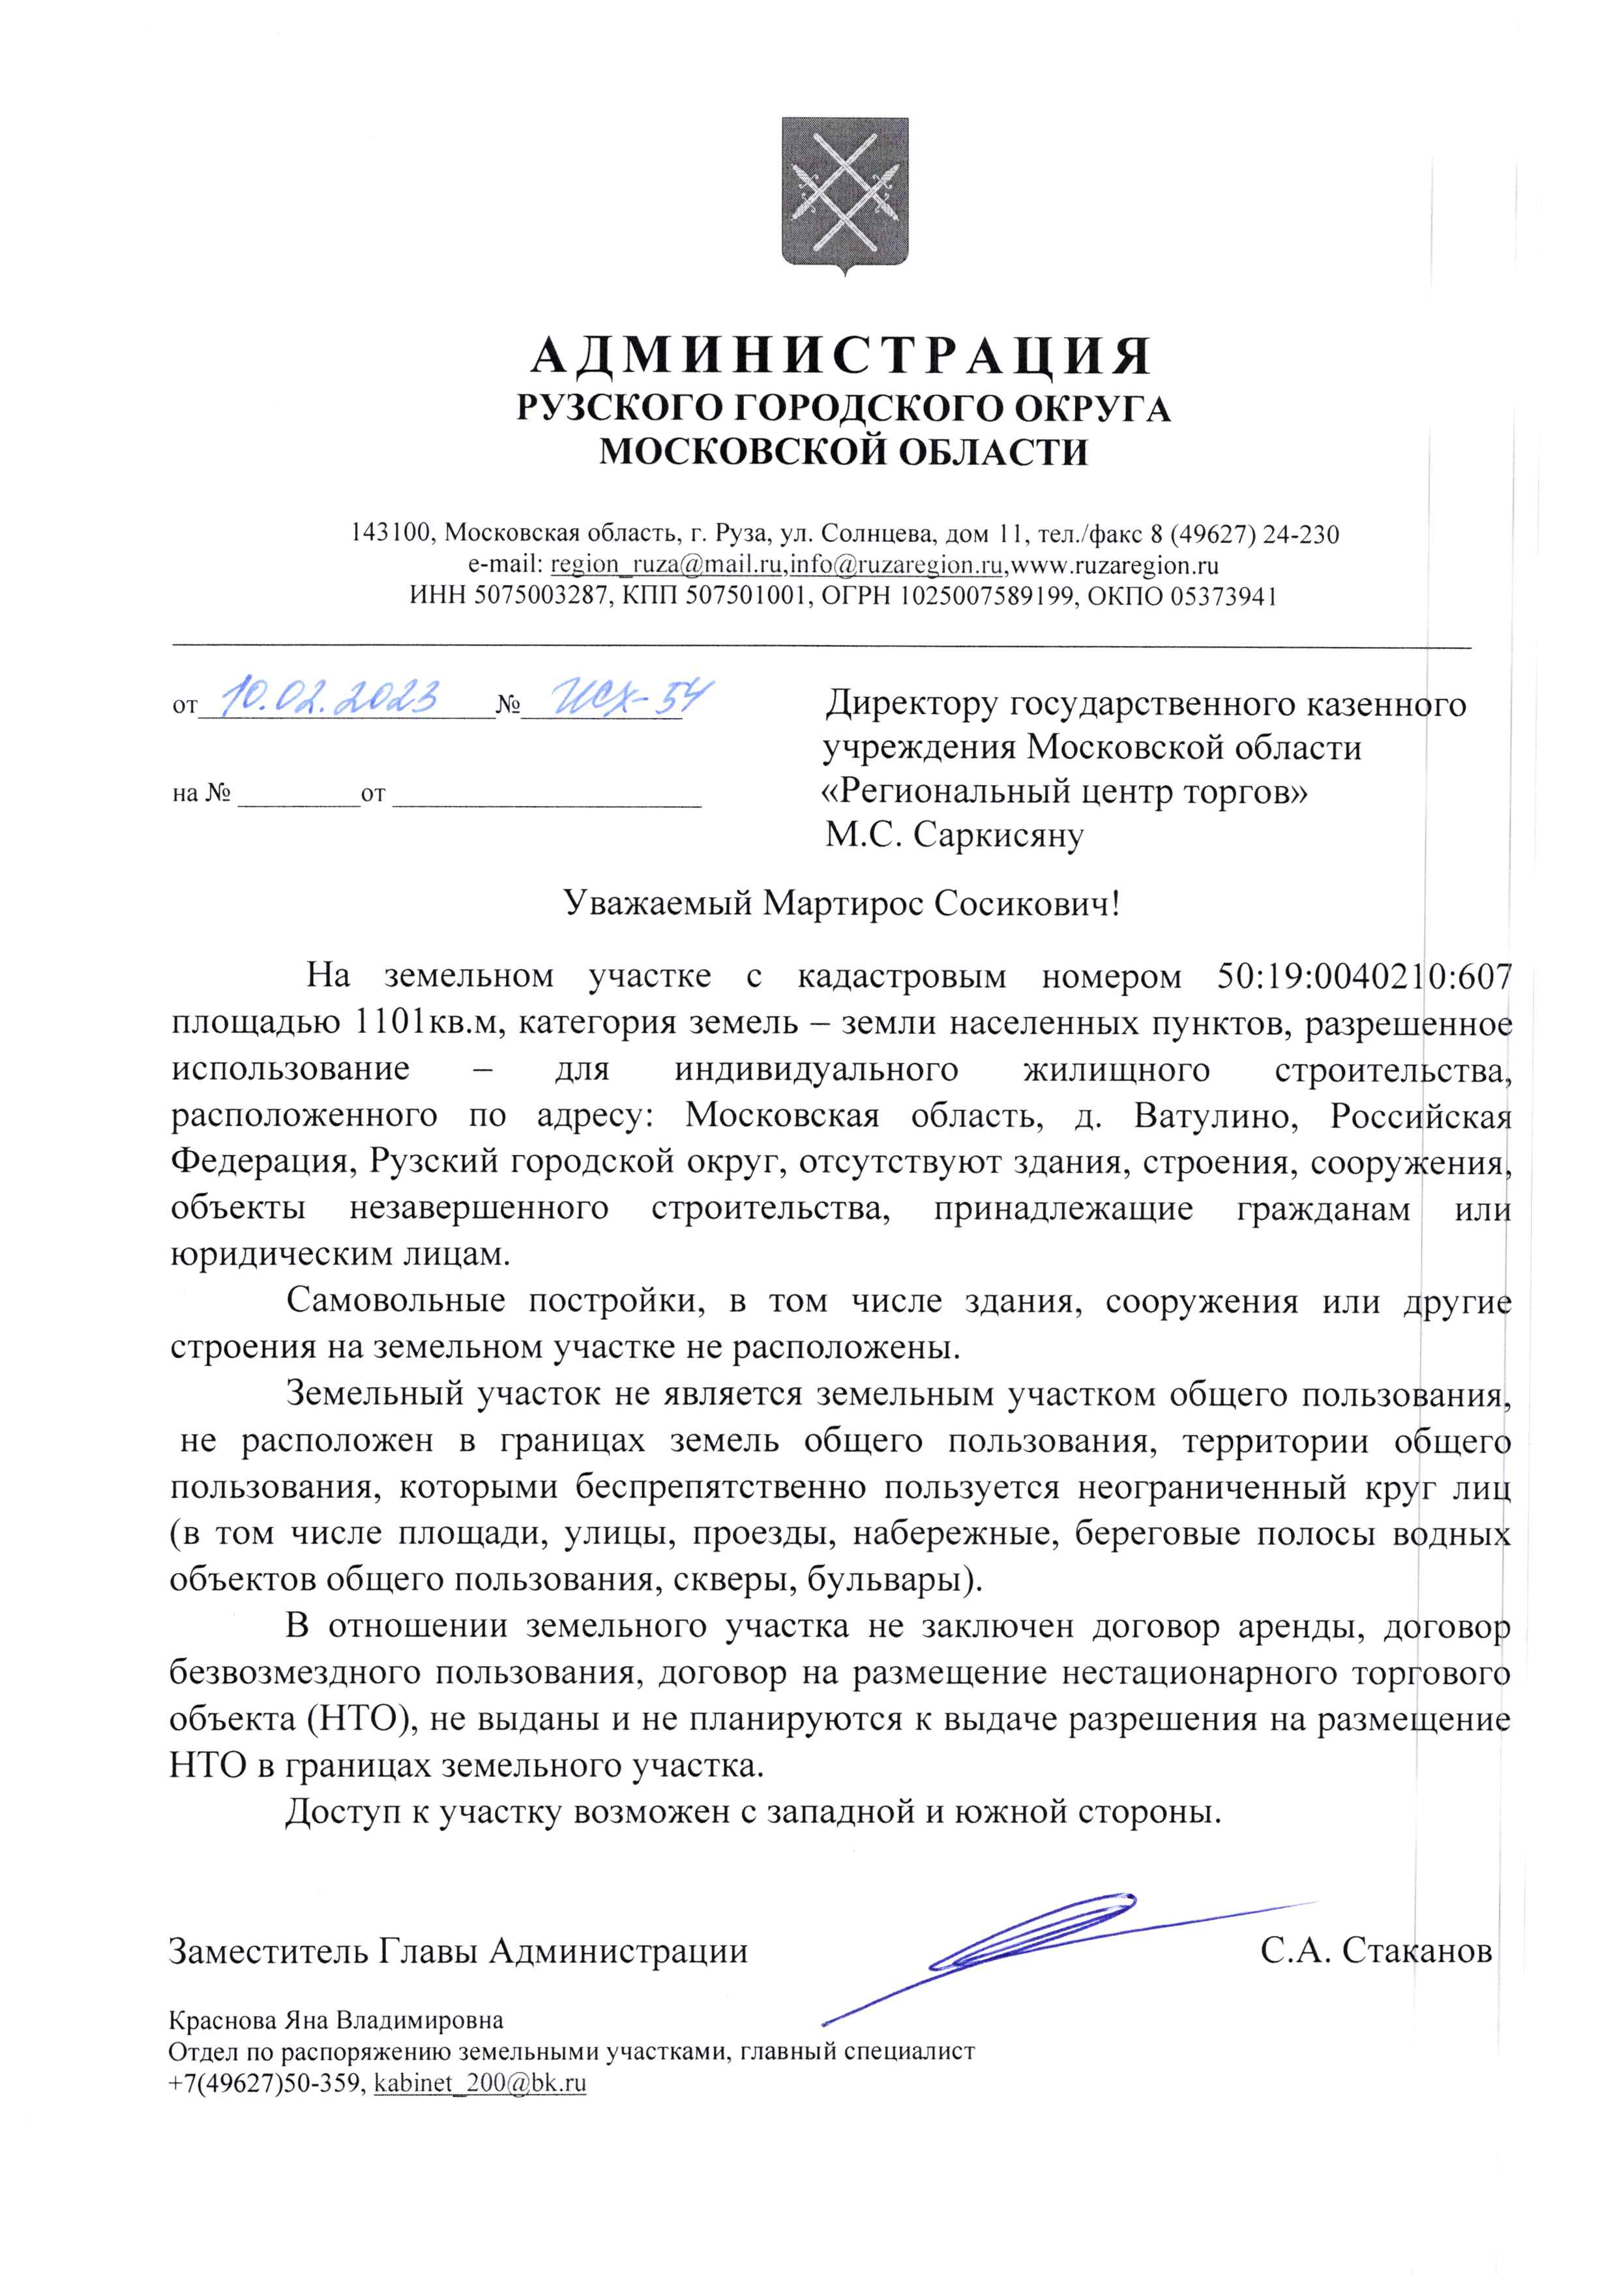 АДМИНИСТРАЦИЯ
РУЗСКОГО ГОРОДСКОГО ОКРУГА
МОСКОВСКОЙ ОБЛАСТИ
143100, Московская область, г. Руза, ул. Солнцева, дом 11, тел./факс 8 (49627) 24-230
e-mail: region_ruza@mail.ru,info@ruzaregion.ru,www.ruzaregion.ru
ИНН 5075003287, КПП 507501001, ОГРН 1025007589199, ОКПО 05373941
от 10.02.2023 № Исх-54
на № __________от
Директору государственного казенного
учреждения Московской области
«Региональный центр торгов»
М.С. Саркисяну
Уважаемый Мартирос Сосикович!
На земельном участке с кадастровым номером 50:19:0040210:607
площадью 1101кв.м, категория земель – земли населенных пунктов, разрешенное
использование – для индивидуального жилищного строительства,
расположенного по адресу: Московская область, д. Ватулино, Российская
Федерация, Рузский городской округ, отсутствуют здания, строения, сооружения,
объекты незавершенного строительства, принадлежащие гражданам или
юридическим лицам.
Самовольные постройки, в том числе здания, сооружения или другие
строения на земельном участке не расположены.
Земельный участок не является земельным участком общего пользования,
не расположен в границах земель общего пользования, территории общего
пользования, которыми беспрепятственно пользуется неограниченный круг лиц
(в том числе площади, улицы, проезды, набережные, береговые полосы водных
объектов общего пользования, скверы, бульвары).
В отношении земельного участка не заключен договор аренды, договор
безвозмездного пользования, договор на размещение нестационарного торгового
объекта (НТО), не выданы и не планируются к выдаче разрешения на размещение
НТО в границах земельного участка.
Доступ к участку возможен с западной и южной стороны.
Заместитель Главы Администрации С.А. Стаканов
Краснова Яна Владимировна
Отдел по распоряжению земельными участками, главный специалист
+7(49627)50-359, kabinet_200@bk.ru